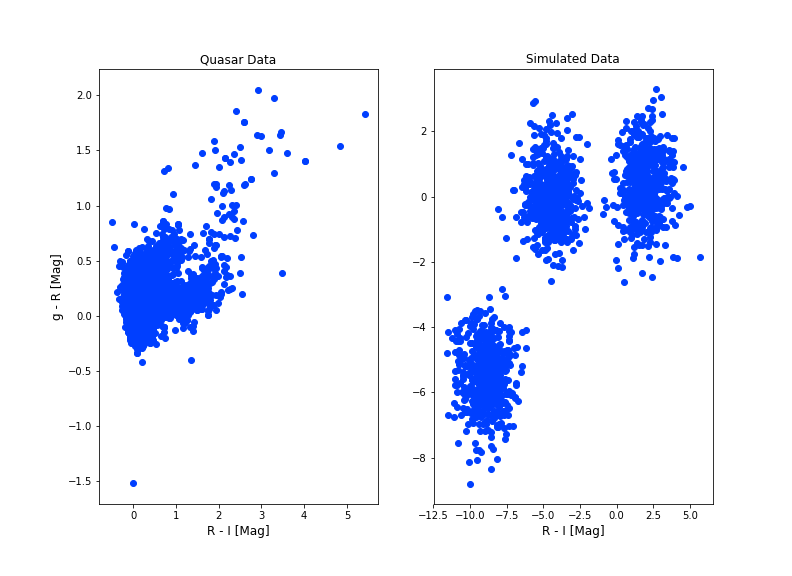 Quasar Data
2.0
1.5
1.0
0.5
0.0
−0.5
−1.0
−1.5
g - R [Mag]
0 1 2 3 4 5
R - I [Mag]
Simulated Data
2
0
−2
−4
−6
−8
−12.5 −10.0 −7.5 −5.0 −2.5 0.0 2.5 5.0
R - I [Mag]